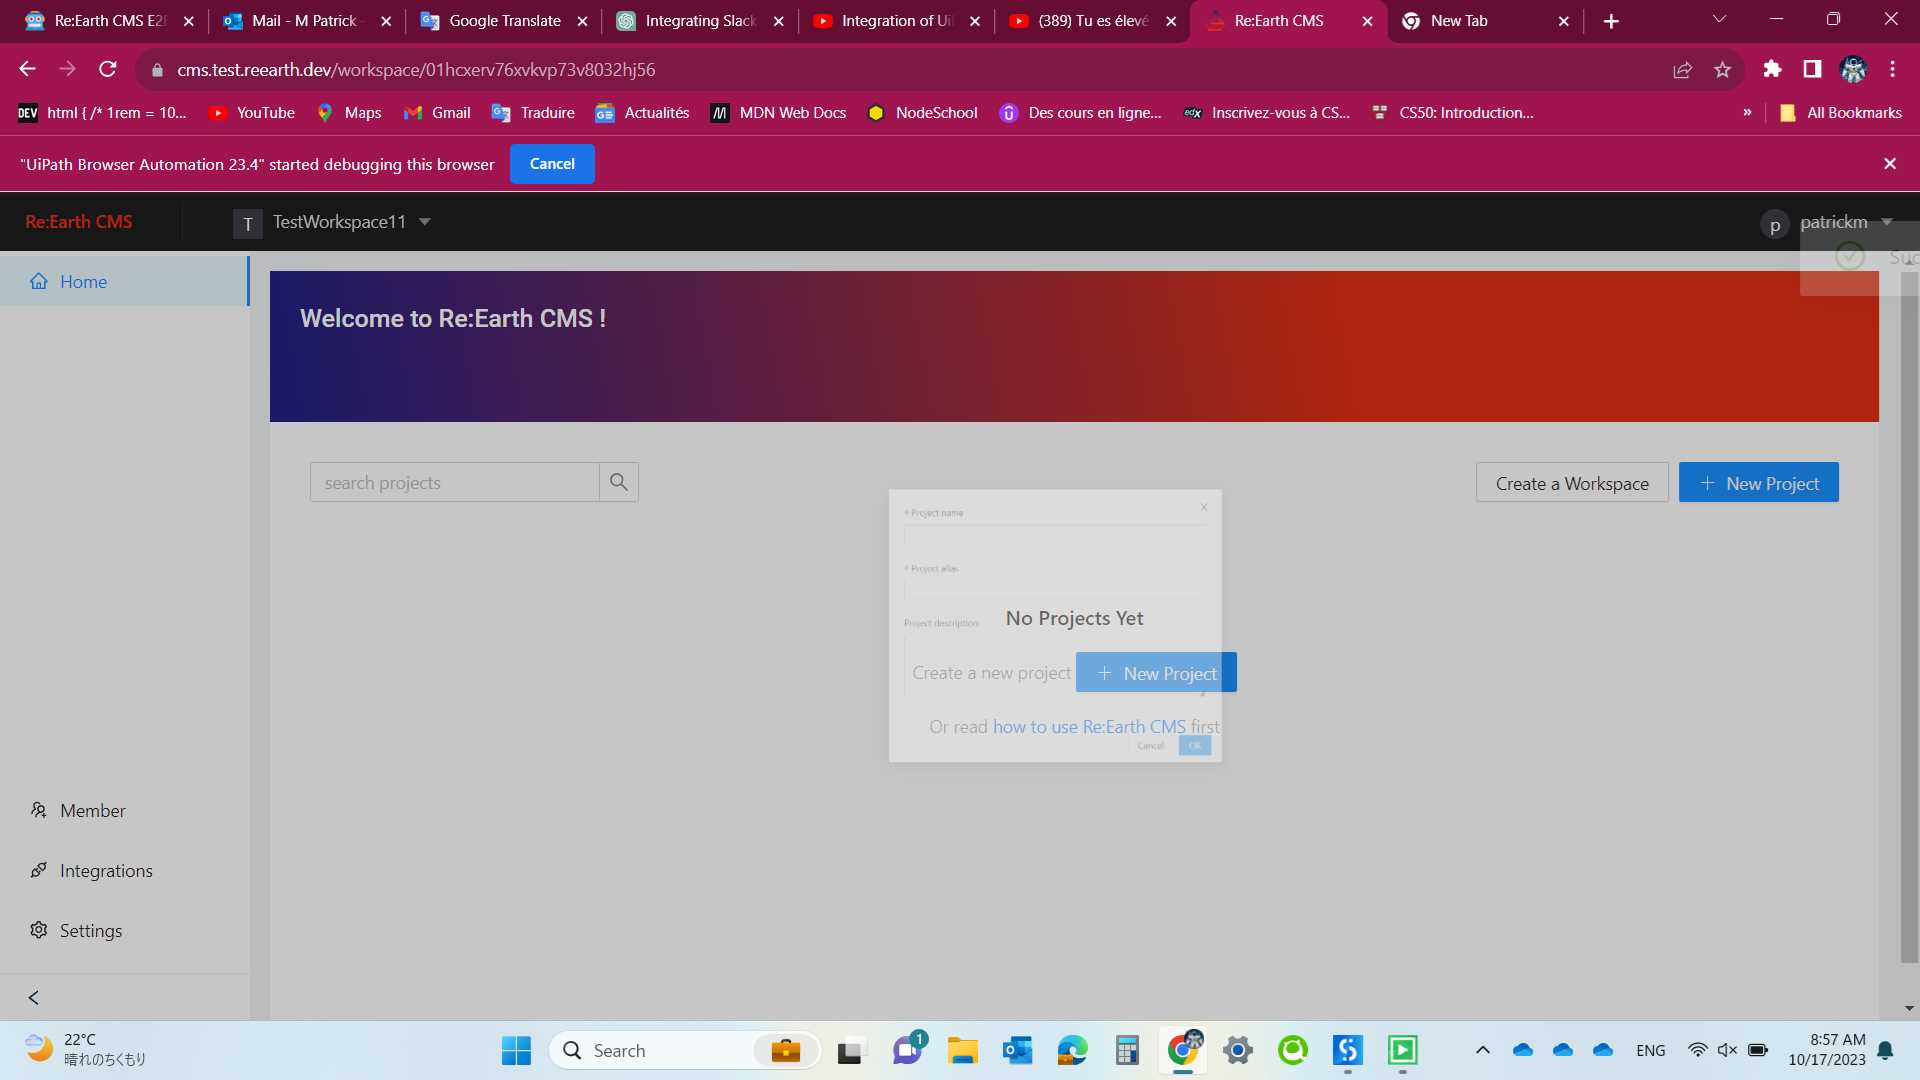 Re:Earth CMS E2
Mail - M Patrick -
Google Translate
Integrating Slack
Integration of Ui
(389) Tu es élevé
Re:Earth CMS
New Tab
cms.test.reearth.dev/workspace/01hcxerv76xvkvp73v8032hj56
DEV html { /* 1rem = 10...
YouTube
Maps
Gmail
Traduire
Actualités
MDN Web Docs
NodeSchool
Des cours en ligne...
edX Inscrivez-vous à CS...
CS50: Introduction...
»
All Bookmarks
"UiPath Browser Automation 23.4" started debugging this browser
Cancel
Re:Earth CMS
T TestWorkspace11
p patrickm
Suc
Home
Welcome to Re:Earth CMS !
search projects
Create a Workspace
+ New Project
* Project name
* Project alias
No Projects Yet
Project description
Create a new project
+ New Project
Or read how to use Re:Earth CMS first
Cancel
OK
Member
Integrations
Settings
22°C
晴れのちくもり
Search
1
ENG
8:57 AM
10/17/2023